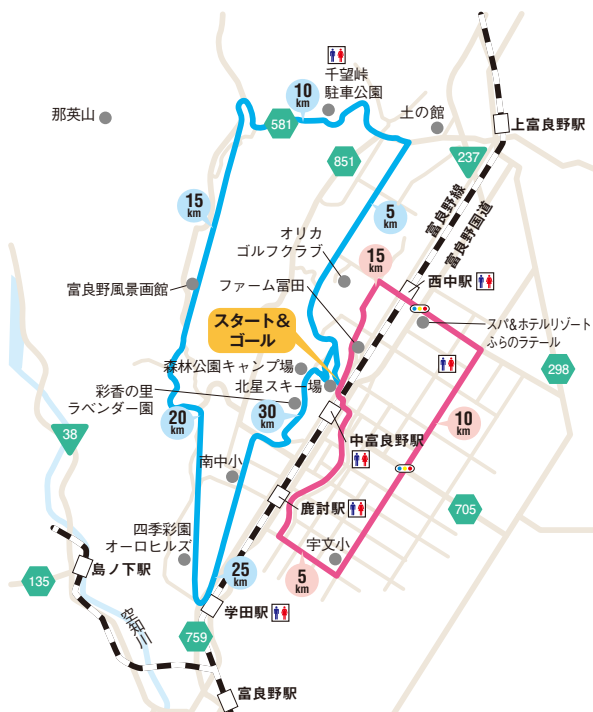 10
km
千望峠
駐車公園
那英山
土の館
上富良野駅
581
851
237
15
km
5
km
富良野線
富良野国道
オリカ
ゴルフクラブ
15
km
西中駅
富良野風景画館
ファーム冨田
スタート&
ゴール
スパ&ホテルリゾート
ふらのラテール
森林公園キャンプ場
北星スキー場
298
彩香の里
ラベンダー園
20
km
30
km
10
km
38
中富良野駅
南中小
鹿討駅
705
四季彩園
オーロヒルズ
宇文小
島ノ下駅
25
km
5
km
135
空知川
学田駅
759
富良野駅